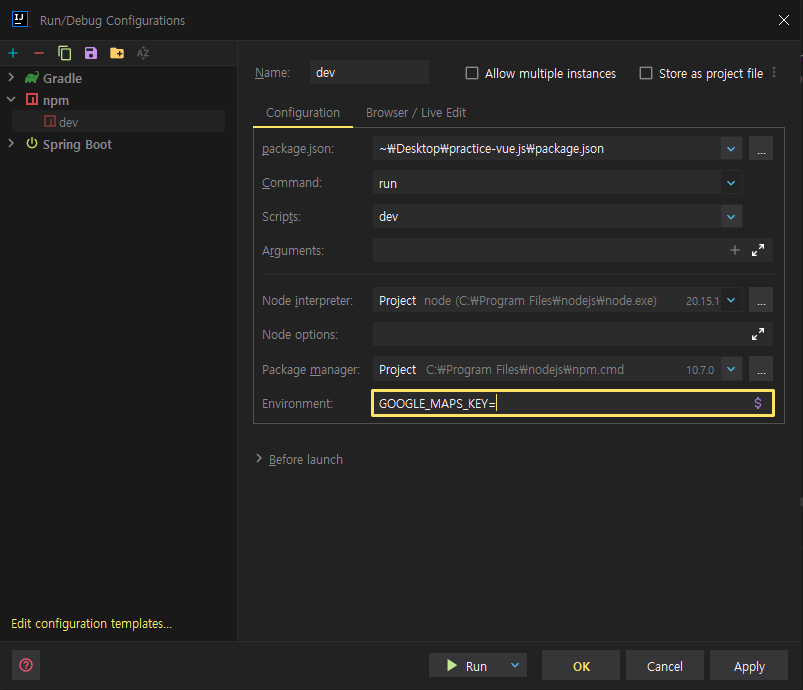 Run/Debug Configurations
Gradle
npm
dev
Spring Boot
Edit configuration templates...
Name: dev
Allow multiple instances
Store as project file
Configuration Browser / Live Edit
package.json: ~₩Desktop₩practice-vue.js₩package.json ...
Command: run
Scripts: dev
Arguments:
Node interpreter: Project node (C:₩Program Files₩nodejs₩node.exe) 20.15.1 ...
Node options:
Package manager: Project C:₩Program Files₩nodejs₩npm.cmd 10.7.0 ...
Environment: GOOGLE_MAPS_KEY= $
Before launch
? Run OK Cancel Apply